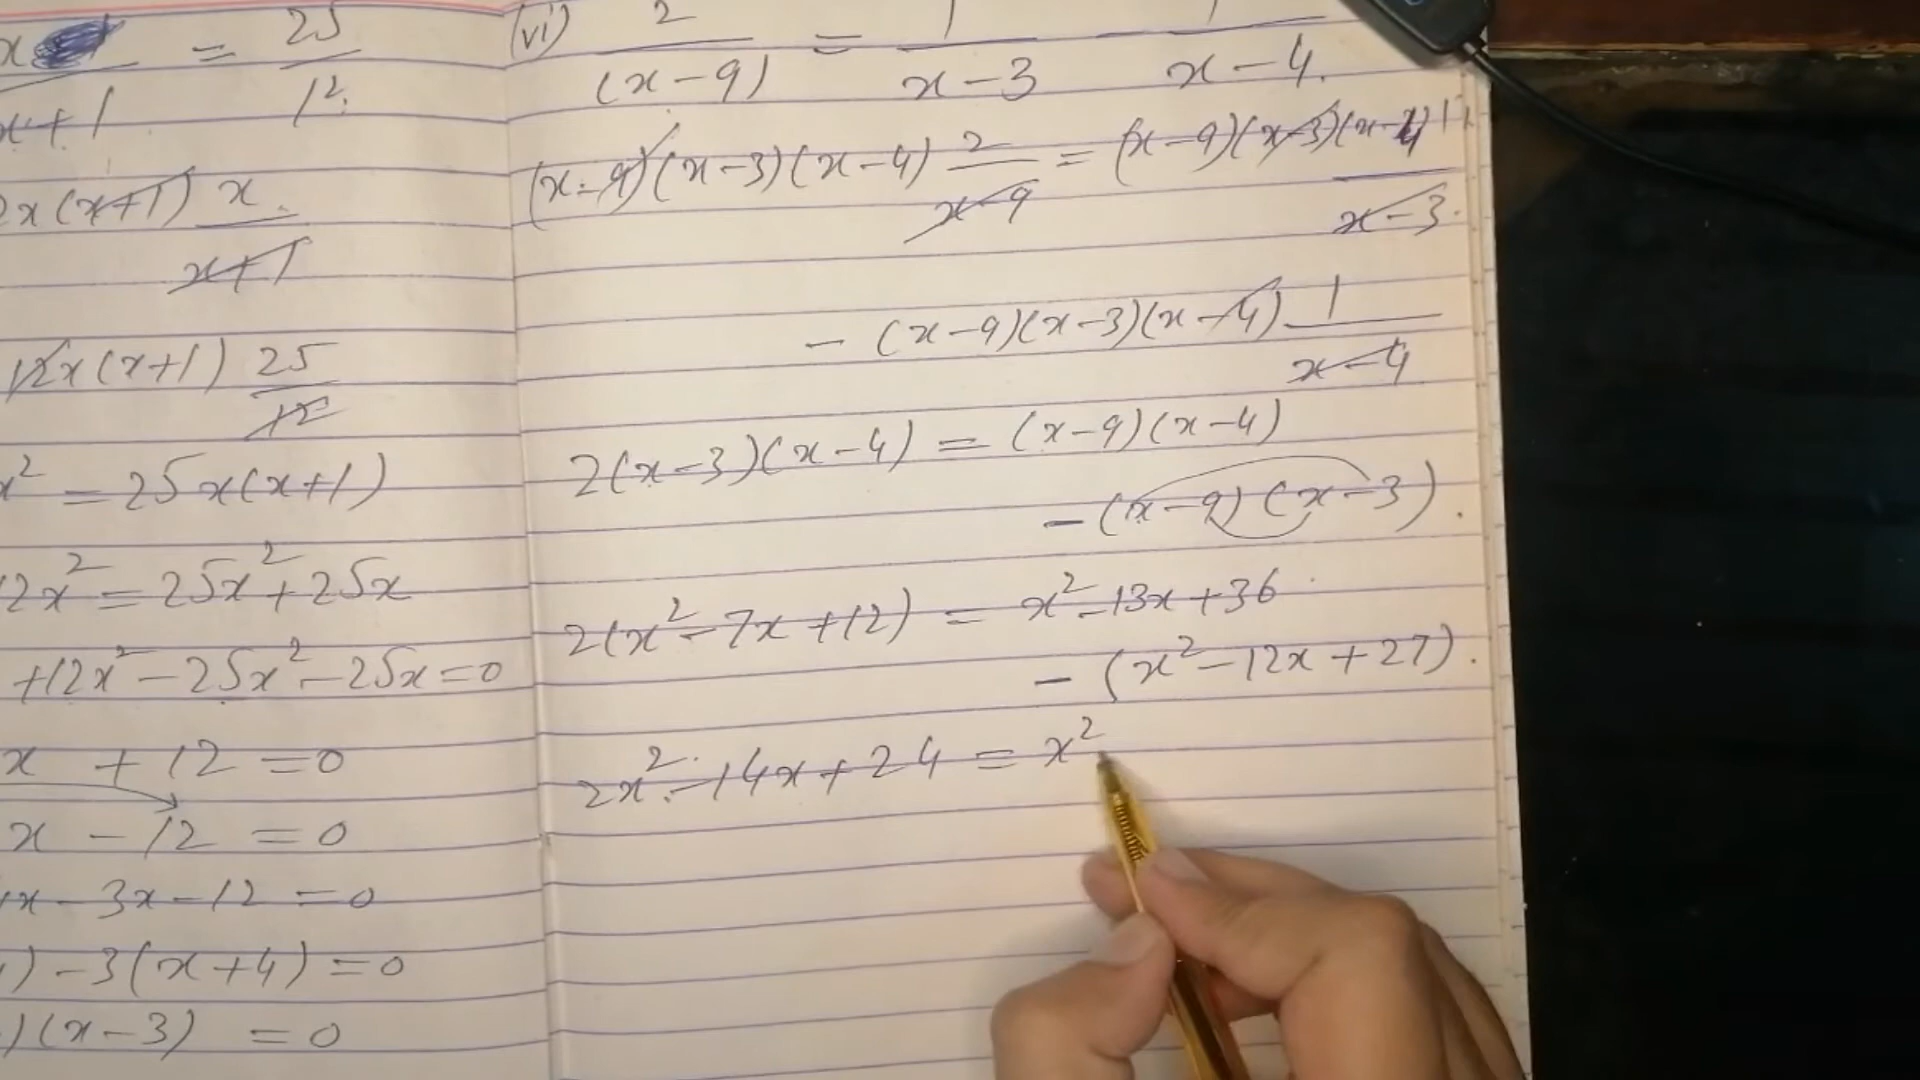 x = 25
x+1 12
2x(x+1) x
x+1
12x(x+1) 25
12
x² = 25x(x+1)
12x² = 25x² + 25x
+12x² - 25x² - 25x = 0
x + 12 = 0
x - 12 = 0
4x - 3x - 12 = 0
) - 3(x+4) = 0
)(x-3) = 0
(vi) 2 = 1 - 1
(x-9) x-3 x-4.
(x-9)(x-3)(x-4) 2 = (x-9)(x-3)(x-4) 1
x-9 x-3
- (x-9)(x-3)(x-4) 1
x-4
2(x-3)(x-4) = (x-9)(x-4)
- (x-9)(x-3).
2(x² - 7x + 12) = x² - 13x + 36
- (x² - 12x + 27).
2x² - 14x + 24 = x²